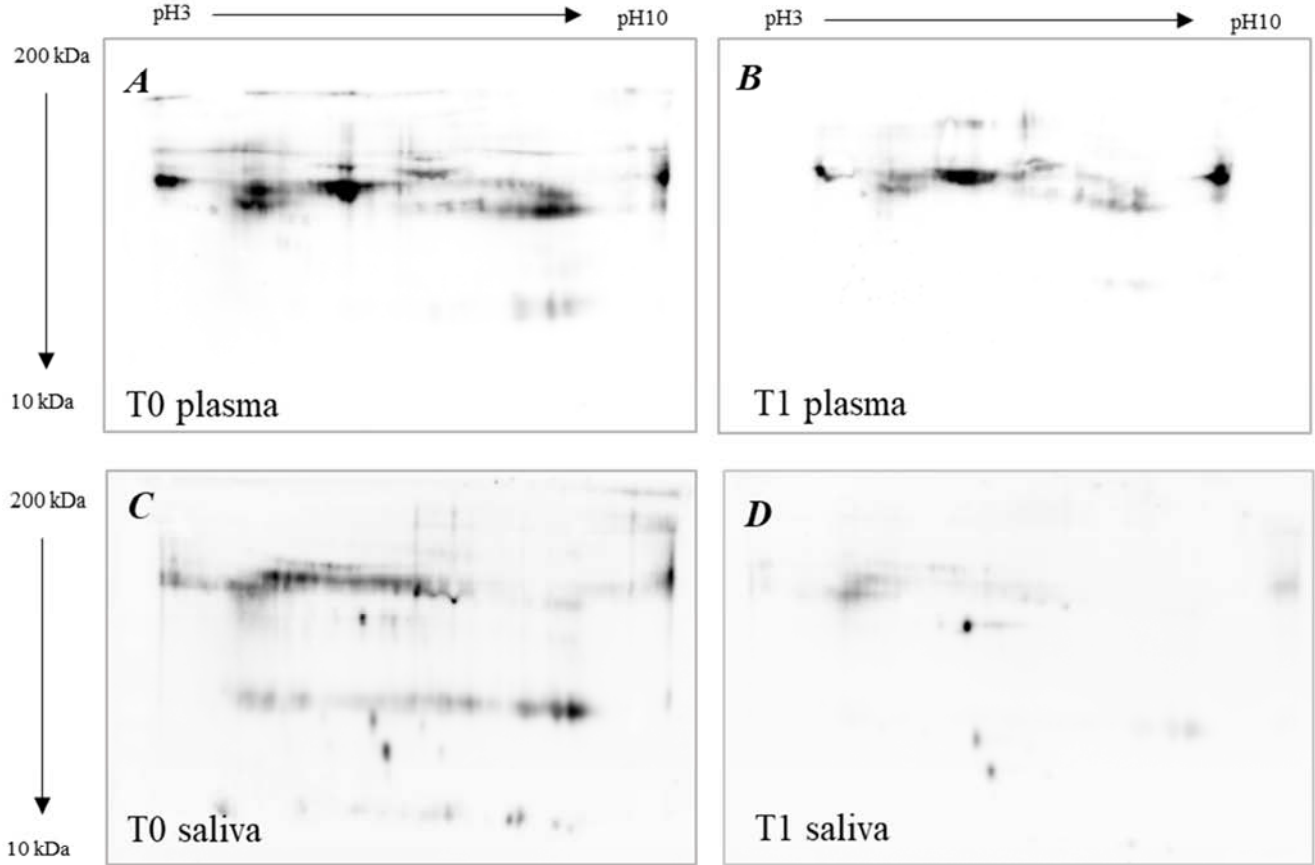 pH3 pH10 pH3 pH10
200 kDa
A B
10 kDa
T0 plasma T1 plasma
200 kDa
C D
T0 saliva T1 saliva
10 kDa